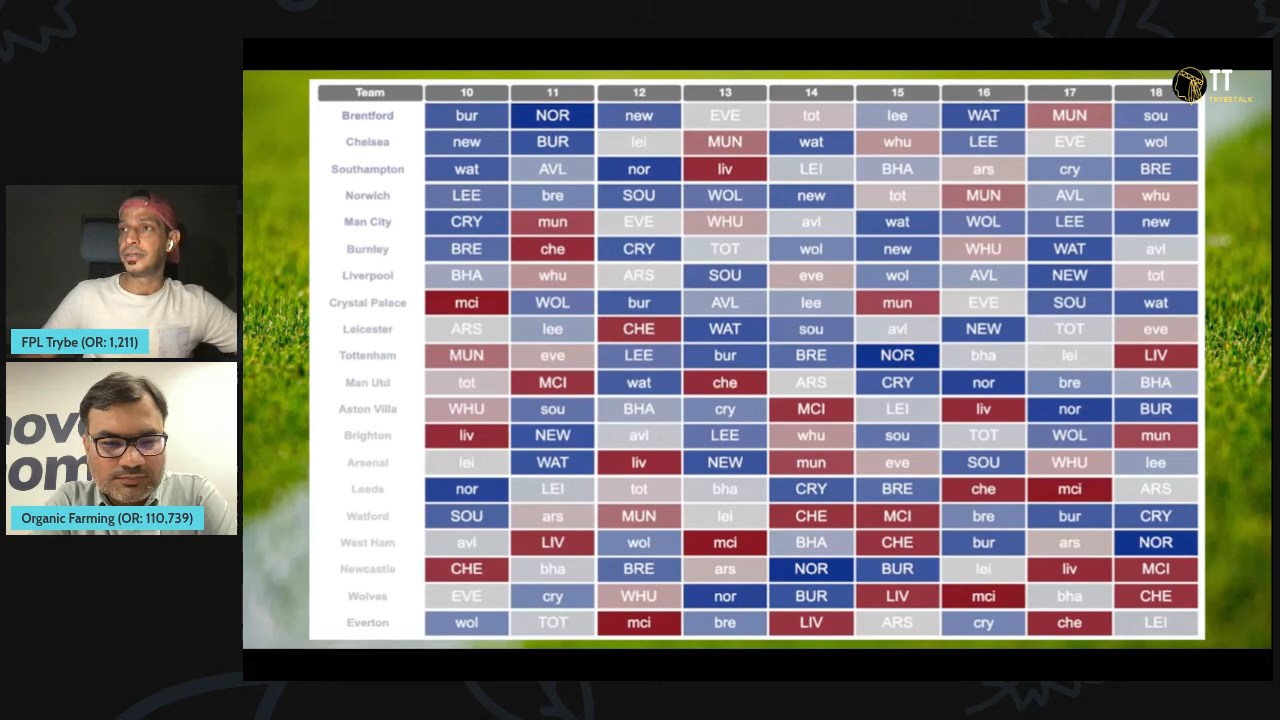 TT
TRYBETALK
Team 10 11 12 13 14 15 16 17 18
Brentford bur NOR new EVE tot lee WAT MUN sou
Chelsea new BUR lei MUN wat whu LEE EVE wol
Southampton wat AVL nor liv LEI BHA ars cry BRE
Norwich LEE bre SOU WOL new tot MUN AVL whu
Man City CRY mun EVE WHU avl wat WOL LEE new
Burnley BRE che CRY TOT wol new WHU WAT avl
Liverpool BHA whu ARS SOU eve wol AVL NEW tot
Crystal Palace mci WOL bur AVL lee mun EVE SOU wat
Leicester ARS lee CHE WAT sou avl NEW TOT eve
Tottenham MUN eve LEE bur BRE NOR bha lei LIV
Man Utd tot MCI wat che ARS CRY nor bre BHA
Aston Villa WHU sou BHA cry MCI LEI liv nor BUR
Brighton liv NEW avl LEE whu sou TOT WOL mun
Arsenal lei WAT liv NEW mun eve SOU WHU lee
Leeds nor LEI tot bha CRY BRE che mci ARS
Watford SOU ars MUN lei CHE MCI bre bur CRY
West Ham avl LIV wol mci BHA CHE bur ars NOR
Newcastle CHE bha BRE ars NOR BUR lei liv MCI
Wolves EVE cry WHU nor BUR LIV mci bha CHE
Everton wol TOT mci bre LIV ARS cry che LEI
FPL Trybe (OR: 1,211)
Organic Farming (OR: 110,739)